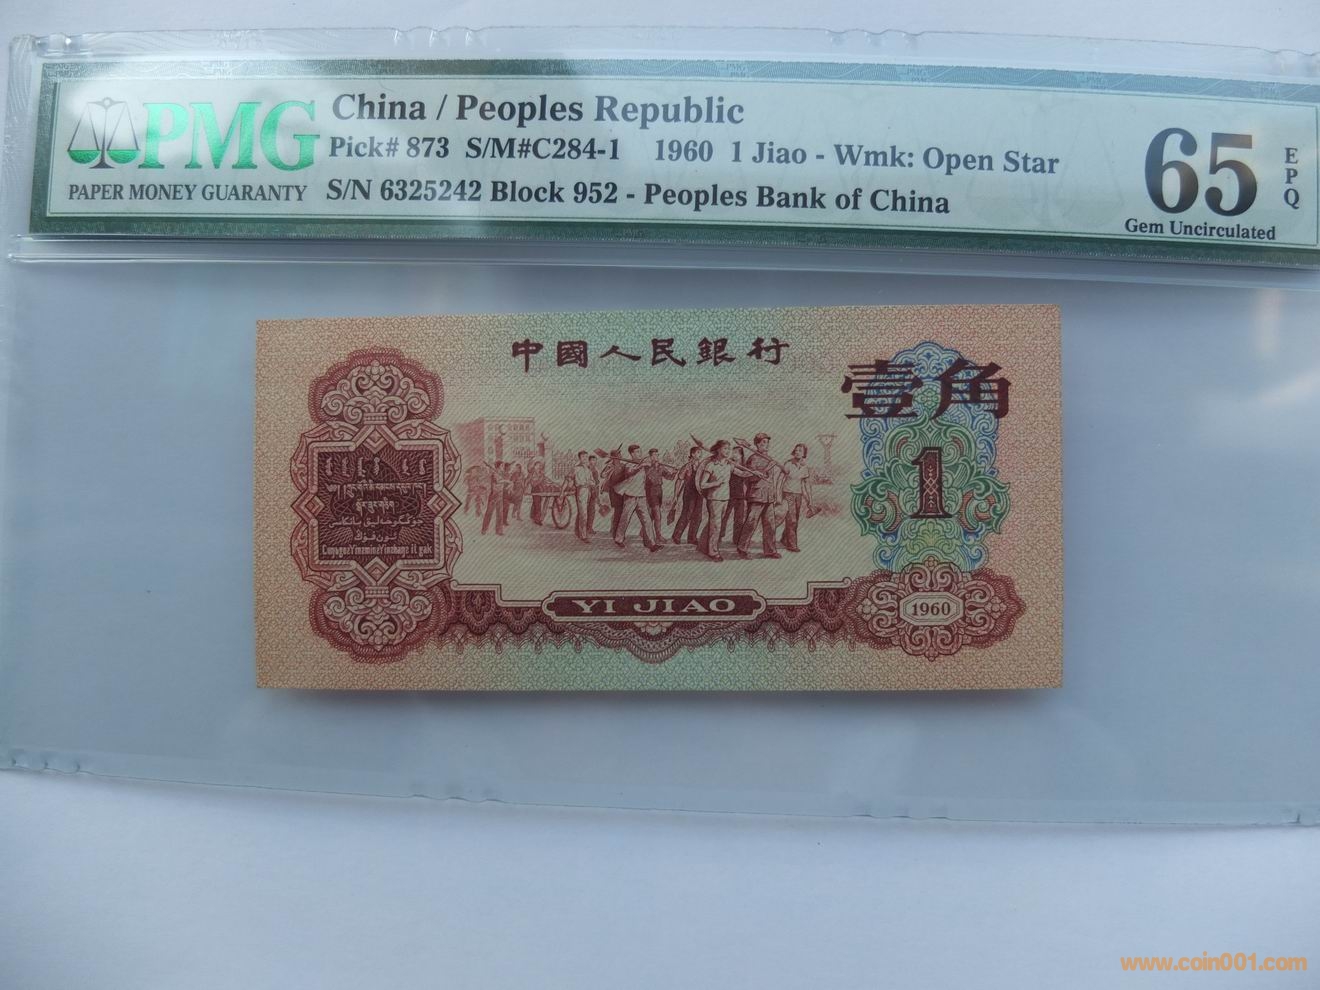 PMG
PAPER MONEY GUARANTY
China / Peoples Republic
Pick# 873 S/M#C284-1 1960 1 Jiao - Wmk: Open Star
S/N 6325242 Block 952 - Peoples Bank of China
65
EPQ
Gem Uncirculated
中國人民銀行
壹角
1
YI JIAO
1960
www.coin001.com